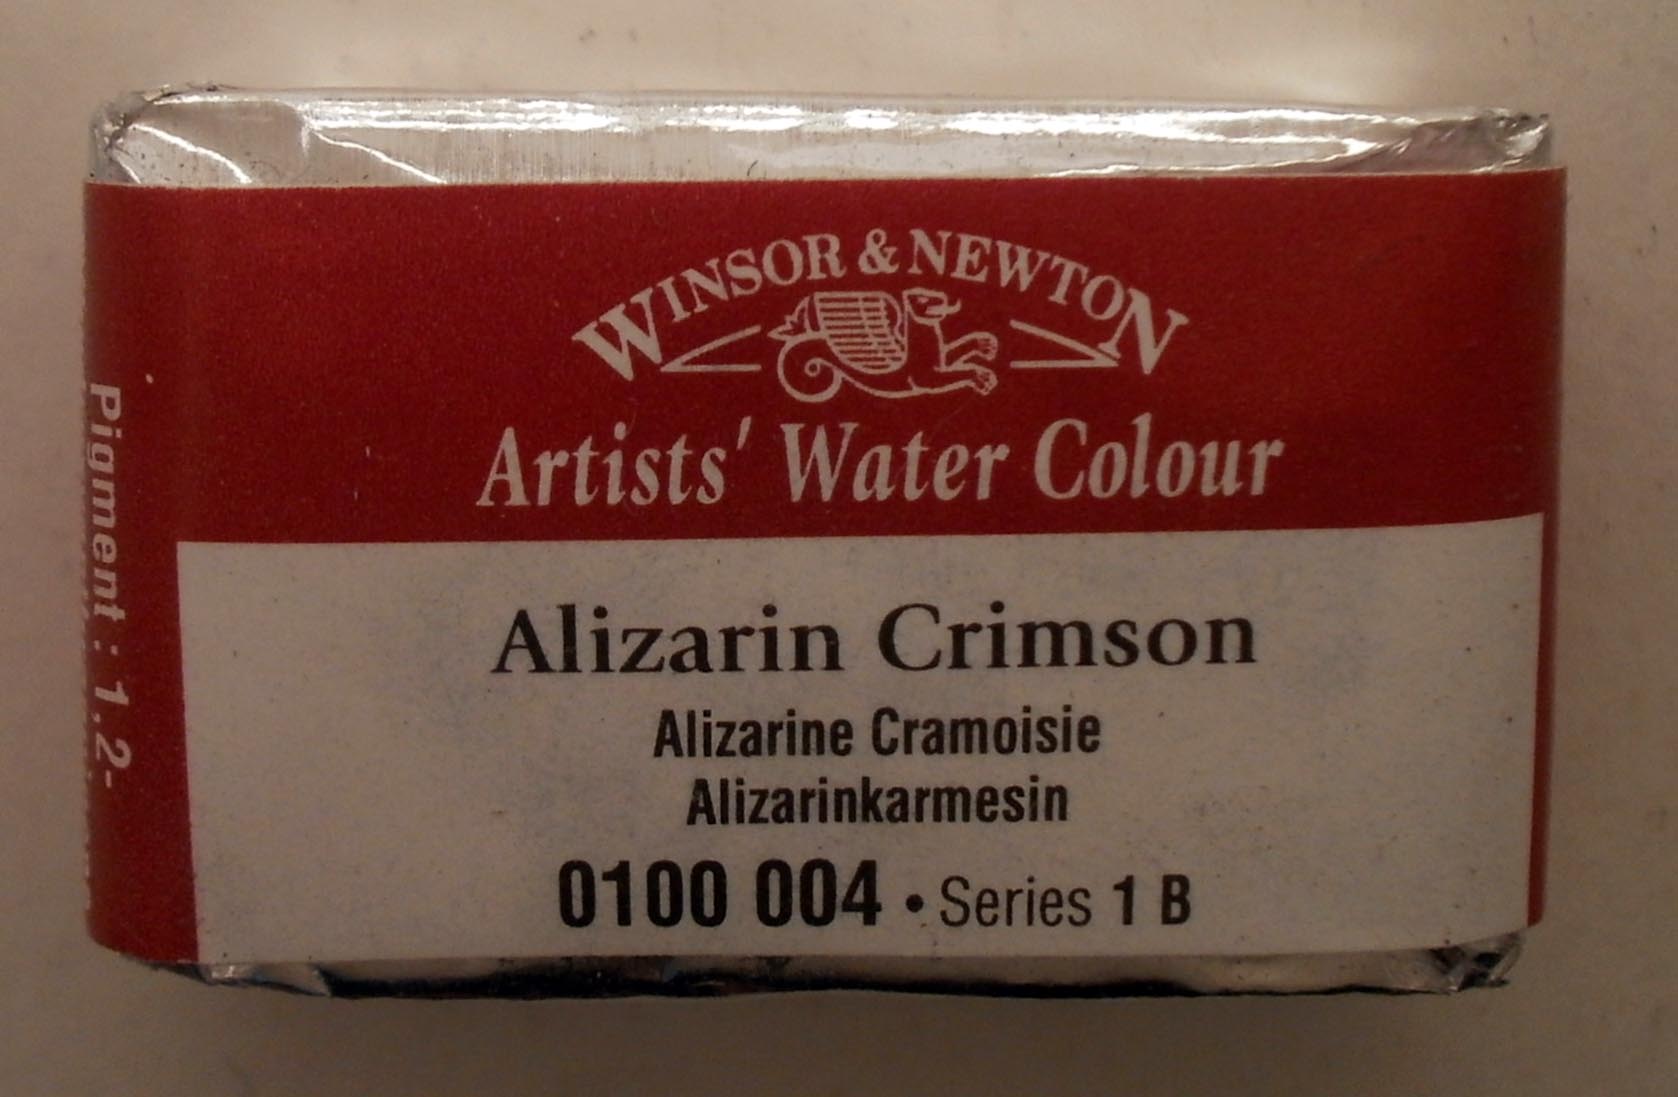 WINSOR & NEWTON
Artists' Water Colour
Alizarin Crimson
Alizarine Cramoisie
Alizarinkarmesin
0100 004 • Series 1 B
Pigment : 1,2-